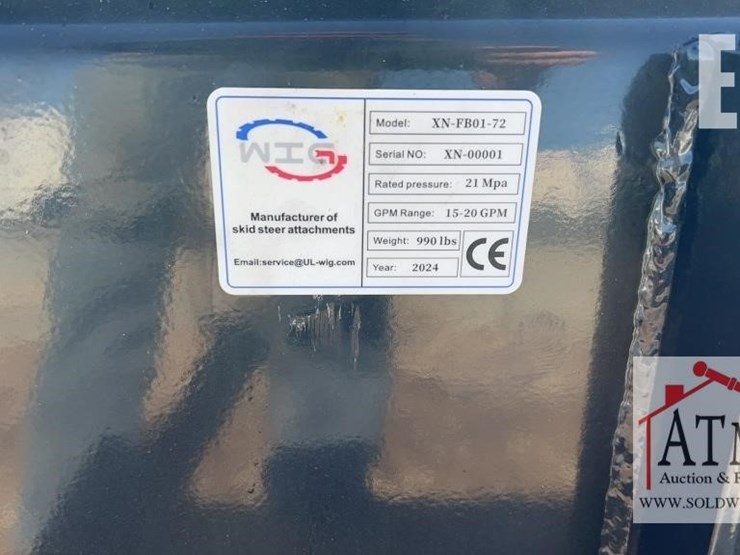 WIG
Manufacturer of
skid steer attachments
Email:service@UL-wig.com
Model: XN-FB01-72
Serial NO: XN-00001
Rated pressure: 21 Mpa
GPM Range: 15-20 GPM
Weight: 990 lbs
Year: 2024
CE
E
ATM
Auction &
WWW.SOLDW